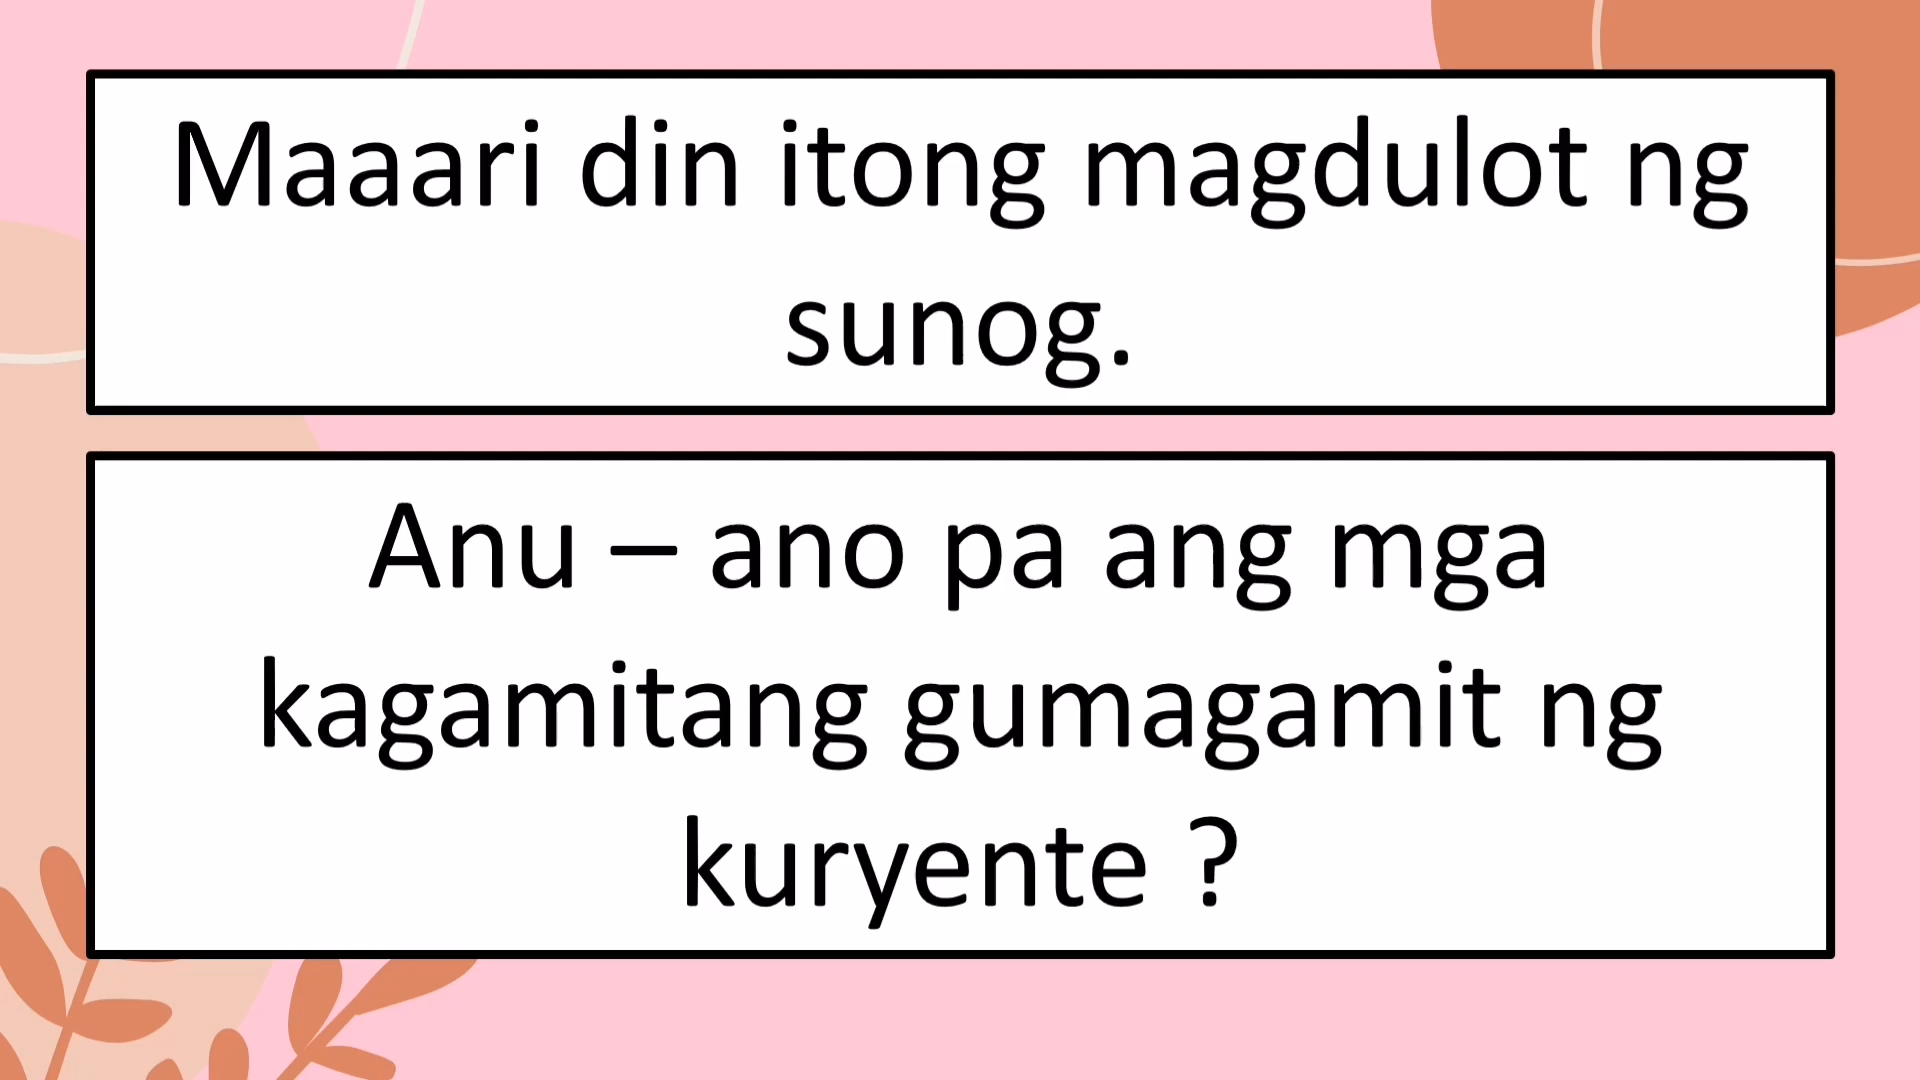 Maaari din itong magdulot ng
sunog.
Anu – ano pa ang mga
kagamitang gumagamit ng
kuryente ?